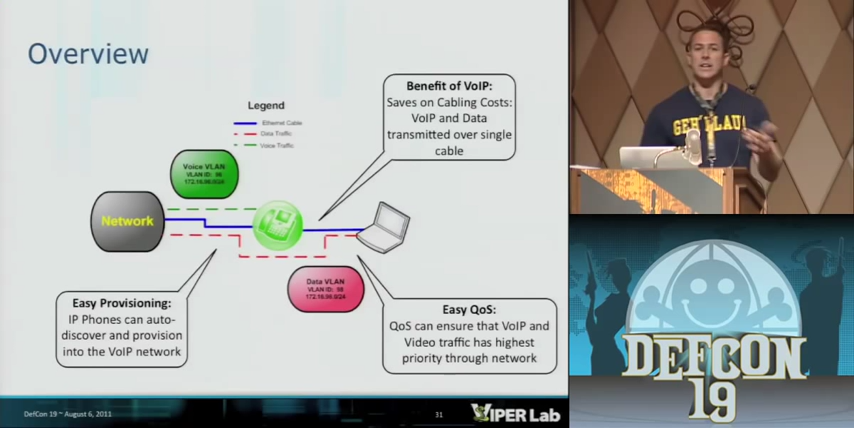 Overview
Legend
Ethernet Cable
Data Traffic
Voice Traffic
Benefit of VoIP:
Saves on Cabling Costs:
VoIP and Data
transmitted over single
cable
Voice VLAN
Network
Data VLAN
Easy Provisioning:
IP Phones can auto-
discover and provision
into the VoIP network
Easy QoS:
QoS can ensure that VoIP and
Video traffic has highest
priority through network
DefCon 19 ~ August 6, 2011
31
VIPER Lab
DEFCON
19